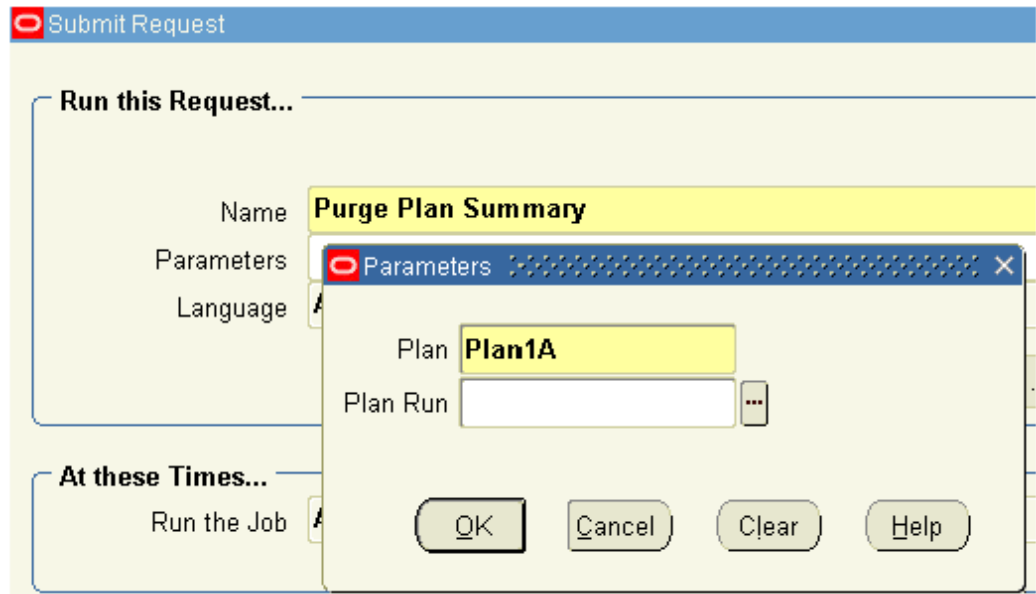 Submit Request
Run this Request...
Name Purge Plan Summary
Parameters
Parameters
Language
Plan Plan1A
Plan Run
At these Times...
Run the Job
OK Cancel Clear Help